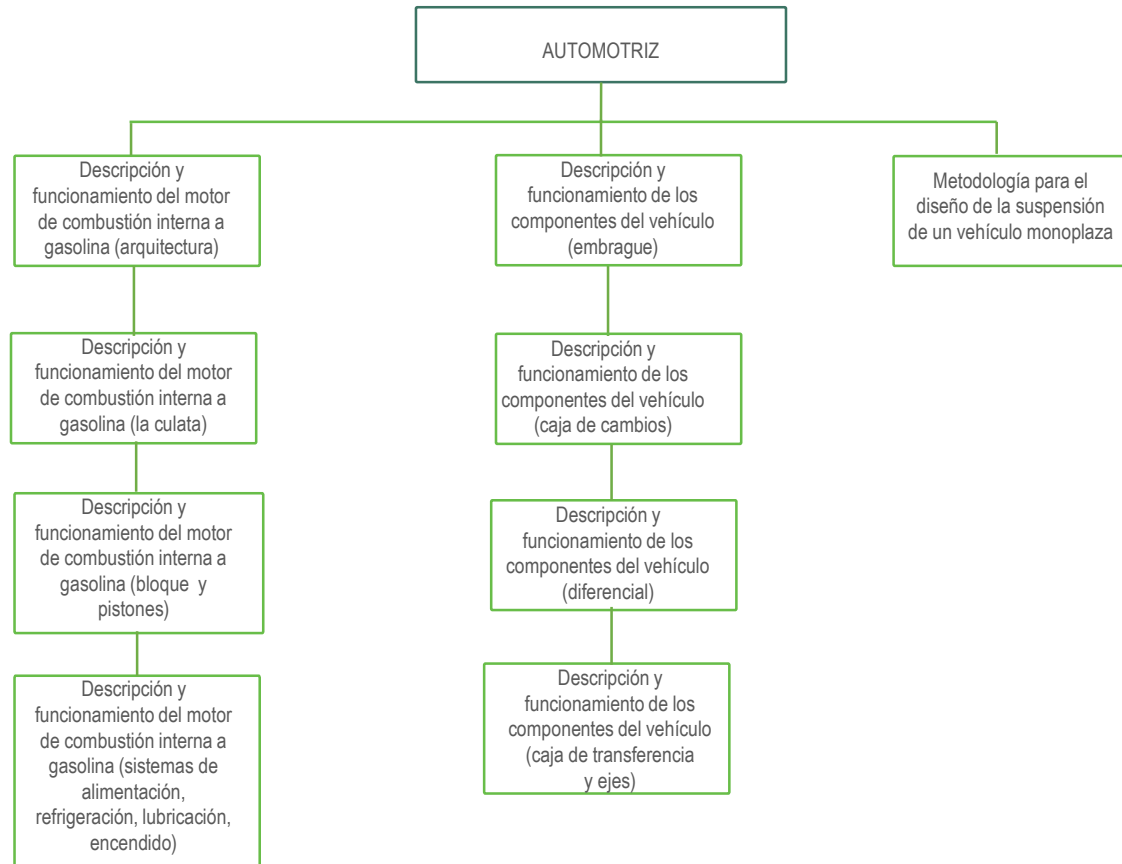 AUTOMOTRIZ
Descripción y
funcionamiento del motor
de combustión interna a
gasolina (arquitectura)
Descripción y
funcionamiento de los
componentes del vehículo
(embrague)
Metodología para el
diseño de la suspensión
de un vehículo monoplaza
Descripción y
funcionamiento del motor
de combustión interna a
gasolina (la culata)
Descripción y
funcionamiento de los
componentes del vehículo
(caja de cambios)
Descripción y
funcionamiento del motor
de combustión interna a
gasolina (bloque y
pistones)
Descripción y
funcionamiento de los
componentes del vehículo
(diferencial)
Descripción y
funcionamiento del motor
de combustión interna a
gasolina (sistemas de
alimentación,
refrigeración, lubricación,
encendido)
Descripción y
funcionamiento de los
componentes del vehículo
(caja de transferencia
y ejes)